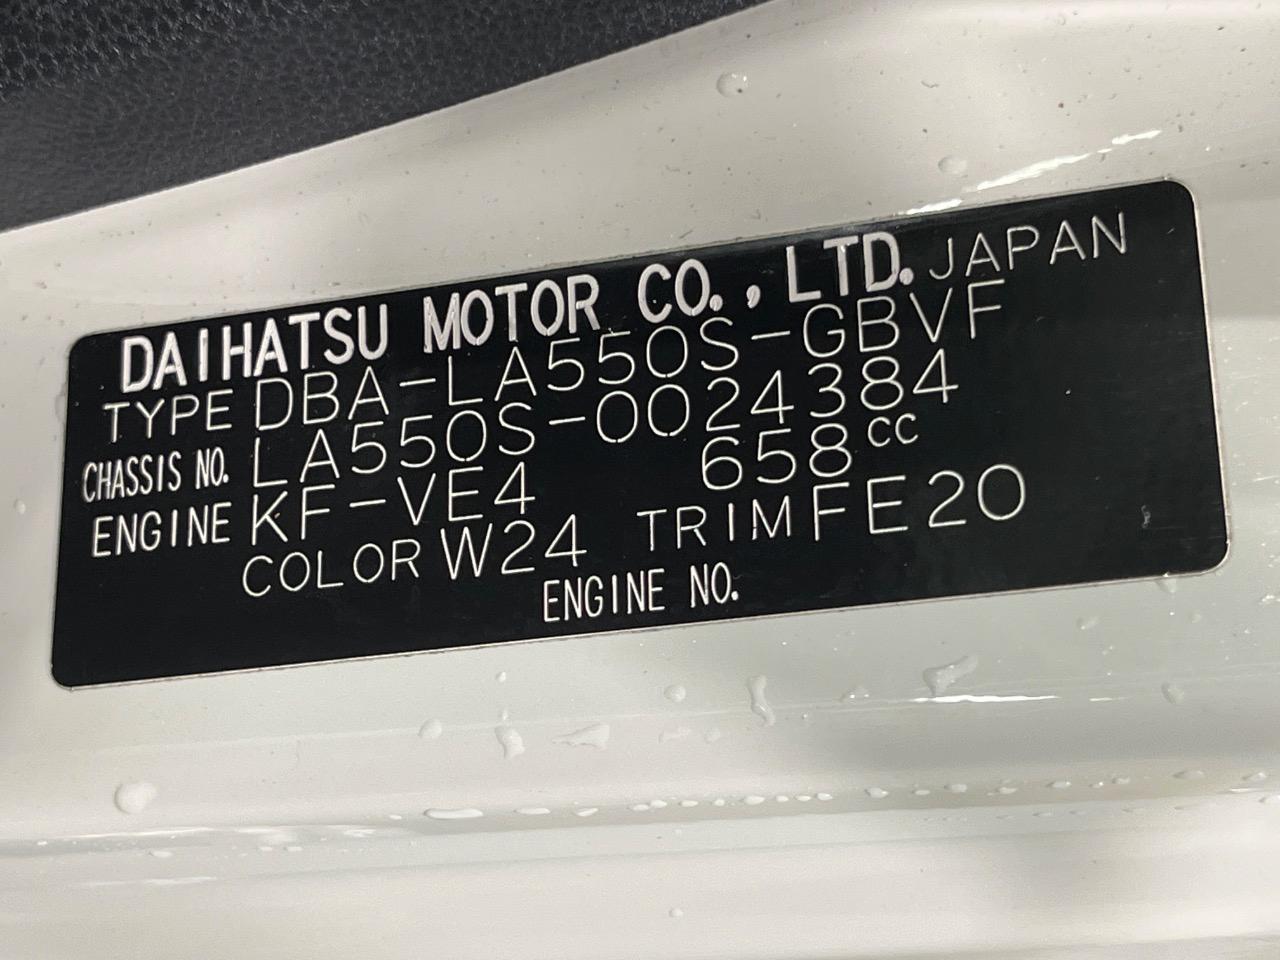 DAIHATSU MOTOR CO., LTD. JAPAN
TYPE DBA-LA550S-GBVF
CHASSIS NO. LA550S-0024384
ENGINE KF-VE4 658cc
COLOR W24 TRIM FE20
ENGINE NO.